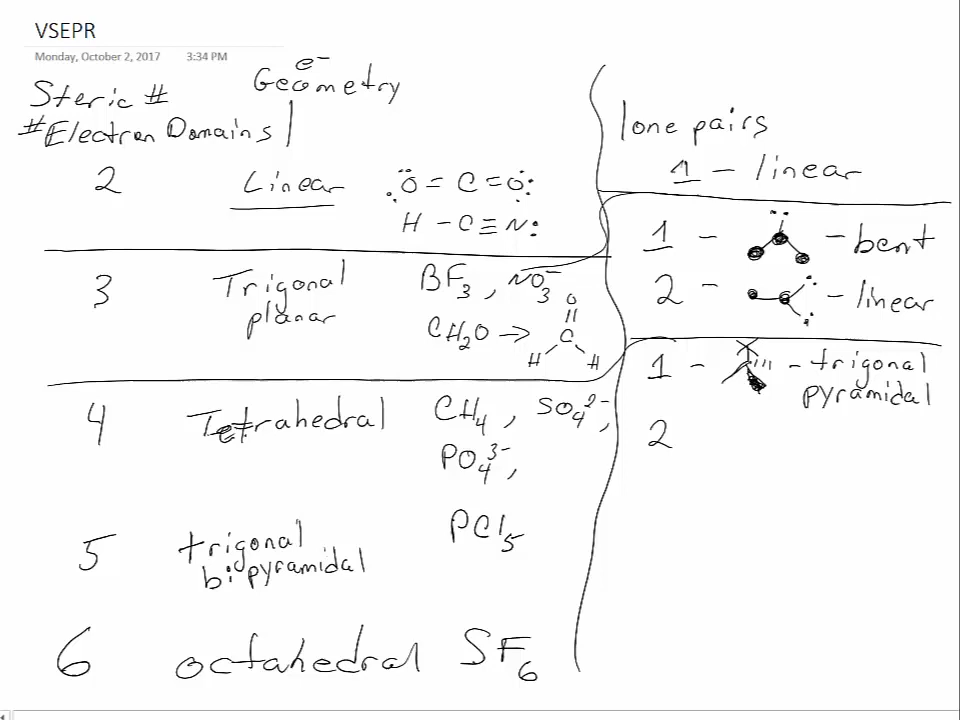 VSEPR
Monday, October 2, 2017 3:34 PM
Steric #
#Electron Domains
e⁻
Geometry
lone pairs
1 - linear
2 Linear :Ö=C=O:
H-C≡N:
1 - bent
2 - linear
3 Trigonal planar BF₃, NO₃⁻
CH₂O → O
C
H H
1 - trigonal
pyramidal
4 Tetrahedral CH₄, SO₄²⁻,
PO₄³⁻,
2
5 trigonal
bipyramidal
PCl₅
6 octahedral SF₆